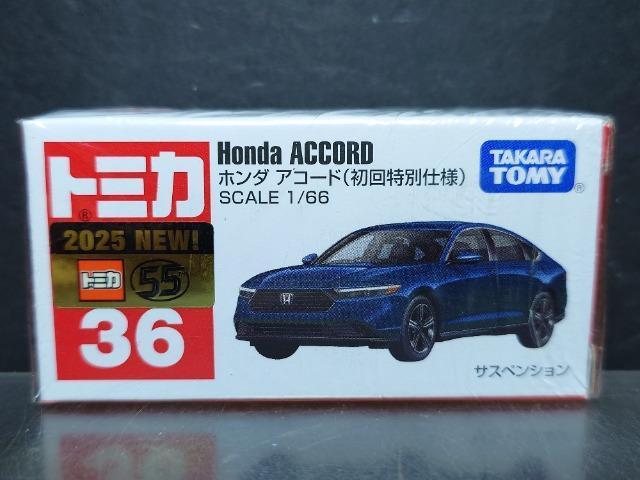 トミカ
®
2025 NEW!
トミカ 55
36
Honda ACCORD
ホンダ アコード(初回特別仕様)
SCALE 1/66
TAKARA
TOMY
®
サスペンション